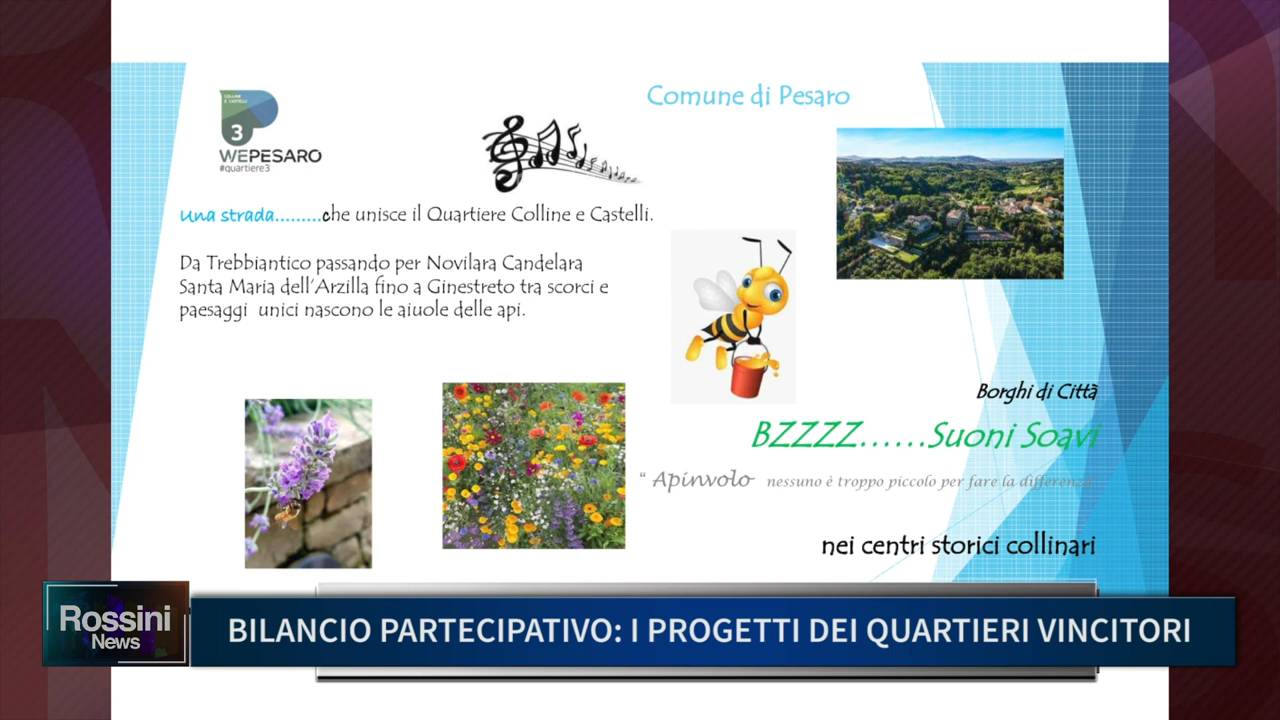 COLLINE
E CASTELLI
3
WEPESARO
#quartiere3
Comune di Pesaro
Una strada.........che unisce il Quartiere Colline e Castelli.
Da Trebbiantico passando per Novilara Candelara
Santa Maria dell'Arzilla fino a Ginestreto tra scorci e
paesaggi unici nascono le aiuole delle api.
Borghi di Città
BZZZZ......Suoni Soavi
“ Apinvolo nessuno è troppo piccolo per fare la differenza”
nei centri storici collinari
Rossini
News
BILANCIO PARTECIPATIVO: I PROGETTI DEI QUARTIERI VINCITORI